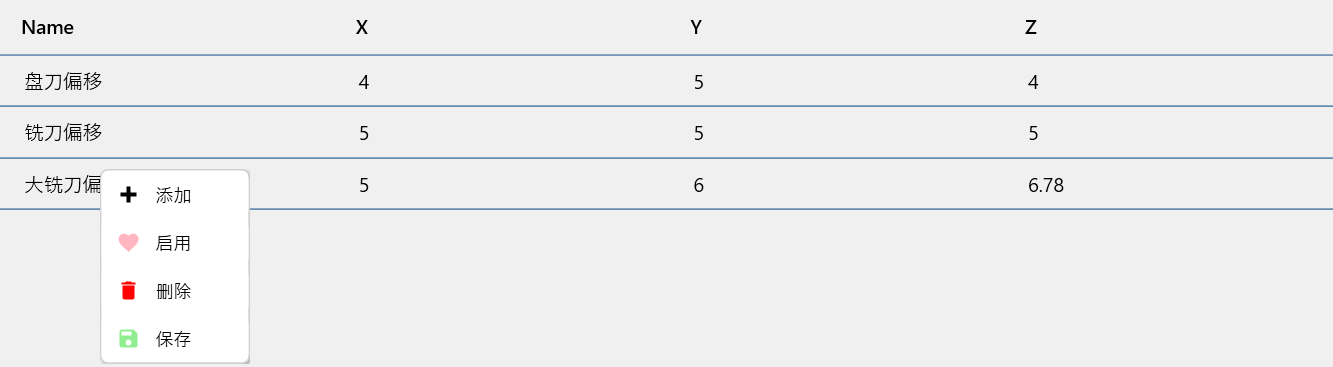 Name X Y Z
盘刀偏移 4 5 4
铣刀偏移 5 5 5
大铣刀偏 5 6 6.78
添加
启用
删除
保存